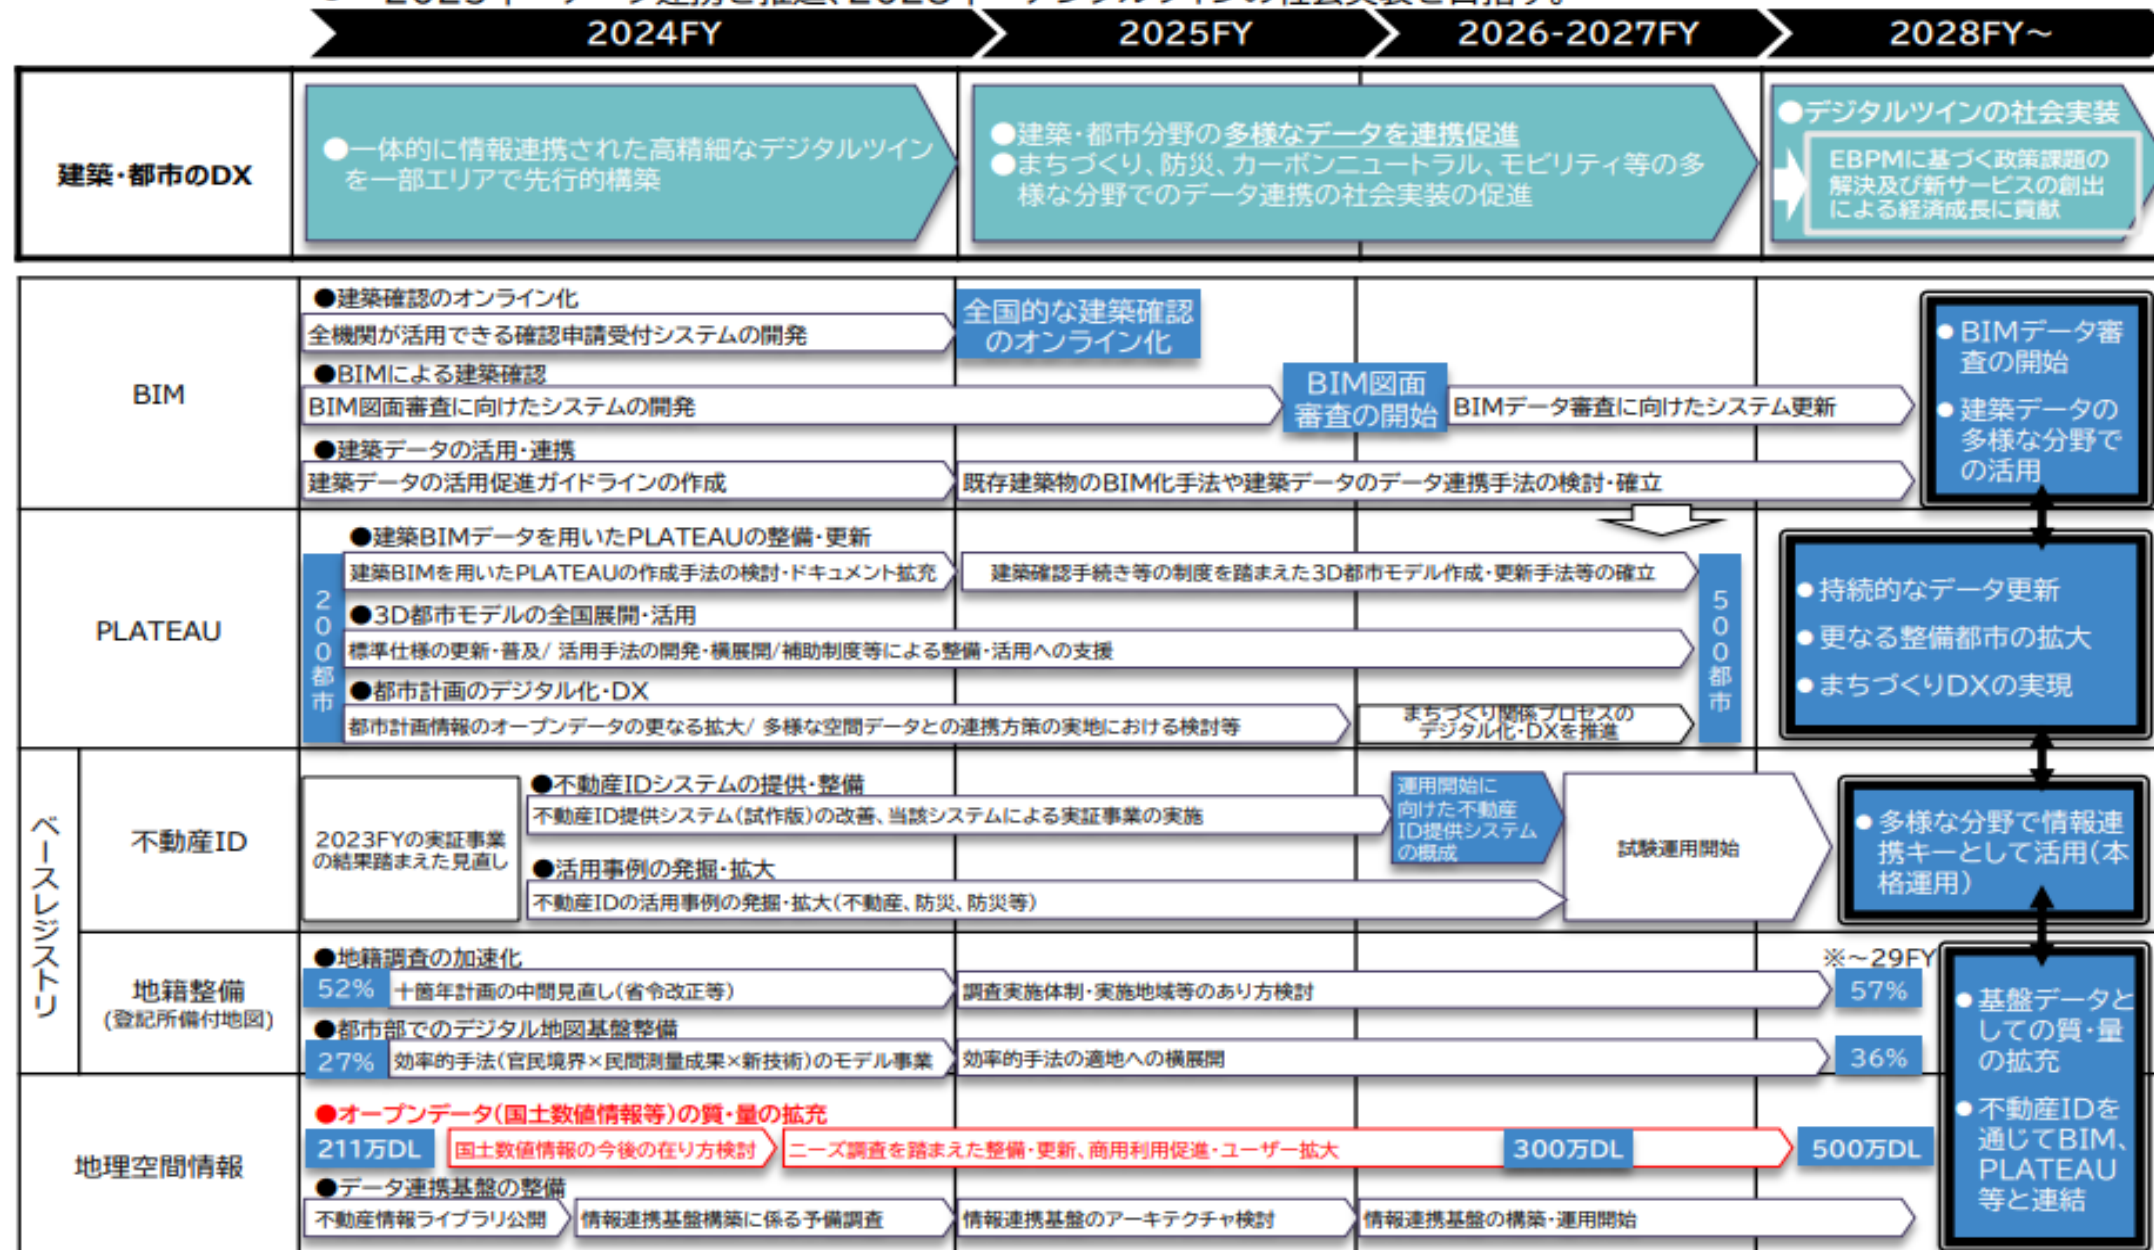 2024FY
2025FY
2026-2027FY
2028FY～
建築・都市のDX
●一体的に情報連携された高精細なデジタルツイン
を一部エリアで先行的構築
●建築・都市分野の多様なデータを連携促進
●まちづくり、防災、カーボンニュートラル、モビリティ等の多
様な分野でのデータ連携の社会実装の促進
●デジタルツインの社会実装
EBPMに基づく政策課題の
解決及び新サービスの創出
による経済成長に貢献
BIM
●建築確認のオンライン化
全機関が活用できる確認申請受付システムの開発
全国的な建築確認
のオンライン化
●BIMによる建築確認
BIM図面審査に向けたシステムの開発
BIM図面
審査の開始
BIMデータ審査に向けたシステム更新
●建築データの活用・連携
建築データの活用促進ガイドラインの作成
既存建築物のBIM化手法や建築データのデータ連携手法の検討・確立
● BIMデータ審
査の開始
● 建築データの
多様な分野で
の活用
PLATEAU
200都市
●建築BIMデータを用いたPLATEAUの整備・更新
建築BIMを用いたPLATEAUの作成手法の検討・ドキュメント拡充
建築確認手続き等の制度を踏まえた3D都市モデル作成・更新手法等の確立
●3D都市モデルの全国展開・活用
標準仕様の更新・普及/ 活用手法の開発・横展開/補助制度等による整備・活用への支援
●都市計画のデジタル化・DX
都市計画情報のオープンデータの更なる拡大/ 多様な空間データとの連携方策の実地における検討等
まちづくり関係プロセスの
デジタル化・DXを推進
500都市
● 持続的なデータ更新
● 更なる整備都市の拡大
● まちづくりDXの実現
ベースレジストリ
不動産ID
2023FYの実証事業
の結果踏まえた見直し
●不動産IDシステムの提供・整備
不動産ID提供システム(試作版)の改善、当該システムによる実証事業の実施
運用開始に
向けた不動産
ID提供システム
の概成
●活用事例の発掘・拡大
不動産IDの活用事例の発掘・拡大(不動産、防災、防災等)
試験運用開始
● 多様な分野で情報連
携キーとして活用(本
格運用)
地籍整備
(登記所備付地図)
●地籍調査の加速化
52%
十箇年計画の中間見直し(省令改正等)
調査実施体制・実施地域等のあり方検討
※～29FY
57%
●都市部でのデジタル地図基盤整備
27%
効率的手法(官民境界×民間測量成果×新技術)のモデル事業
効率的手法の適地への横展開
36%
地理空間情報
●オープンデータ(国土数値情報等)の質・量の拡充
211万DL
国土数値情報の今後の在り方検討
ニーズ調査を踏まえた整備・更新、商用利用促進・ユーザー拡大
300万DL
500万DL
●データ連携基盤の整備
不動産情報ライブラリ公開
情報連携基盤構築に係る予備調査
情報連携基盤のアーキテクチャ検討
情報連携基盤の構築・運用開始
● 基盤データと
しての質・量
の拡充
● 不動産IDを
通じてBIM、
PLATEAU
等と連結